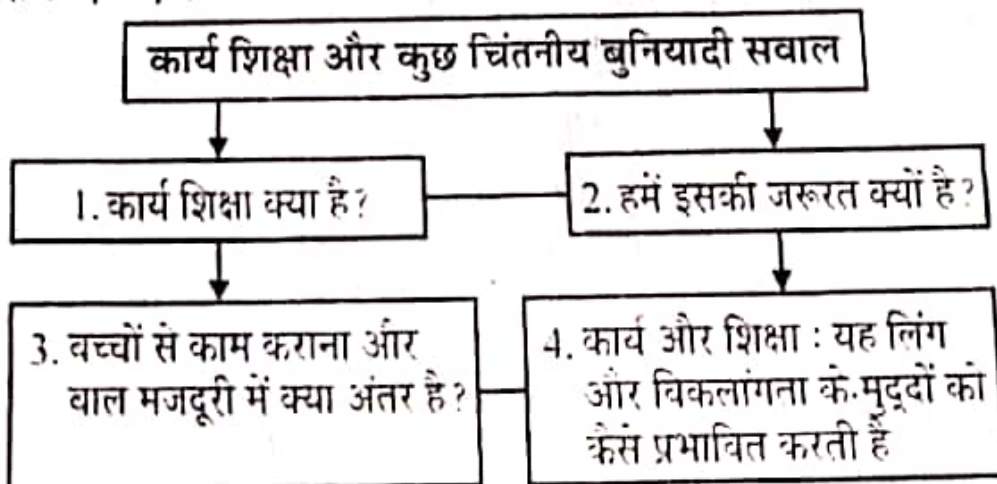 कार्य शिक्षा और कुछ चिंतनीय बुनियादी सवाल
1. कार्य शिक्षा क्या है?
2. हमें इसकी जरूरत क्यों है?
3. बच्चों से काम कराना और
बाल मजदूरी में क्या अंतर है?
4. कार्य और शिक्षा : यह लिंग
और विकलांगता के मुद्दों को
कैसे प्रभावित करती है